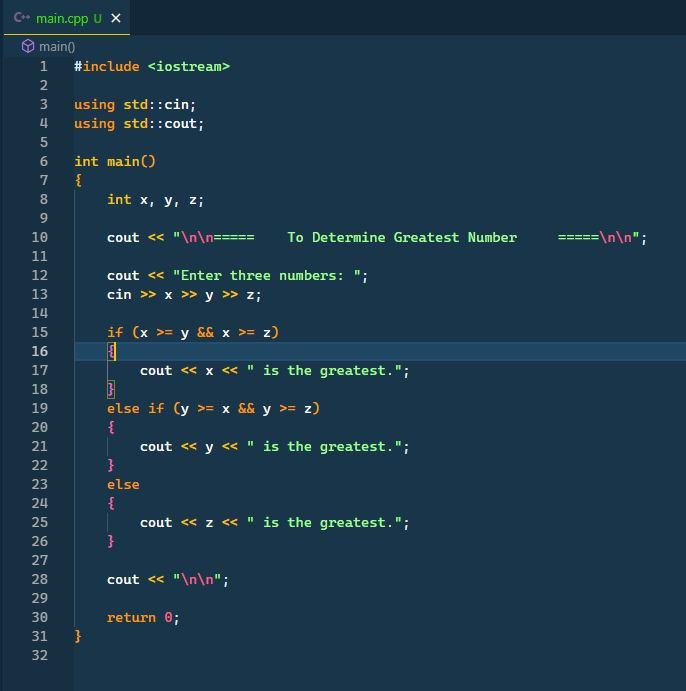 C++ main.cpp U ✕
main()
1 #include <iostream>
2
3 using std::cin;
4 using std::cout;
5
6 int main()
7 {
8     int x, y, z;
9
10     cout << "\n\n=====    To Determine Greatest Number     =====\n\n";
11
12     cout << "Enter three numbers: ";
13     cin >> x >> y >> z;
14
15     if (x >= y && x >= z)
16     {
17         cout << x << " is the greatest.";
18     }
19     else if (y >= x && y >= z)
20     {
21         cout << y << " is the greatest.";
22     }
23     else
24     {
25         cout << z << " is the greatest.";
26     }
27
28     cout << "\n\n";
29
30     return 0;
31 }
32